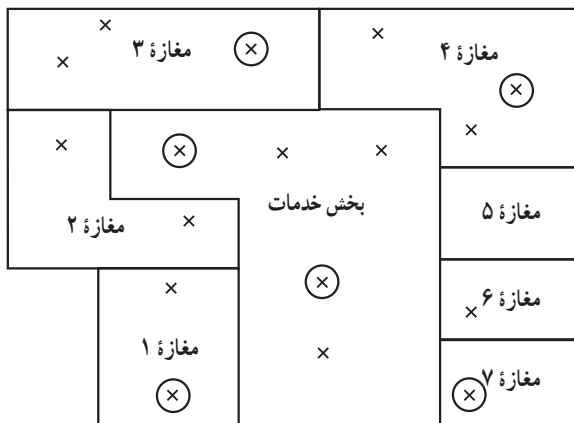 مغازهٔ ۳
مغازهٔ ۴
بخش خدمات
مغازهٔ ۵
مغازهٔ ۲
مغازهٔ ۶
مغازهٔ ۱
مغازهٔ ۷